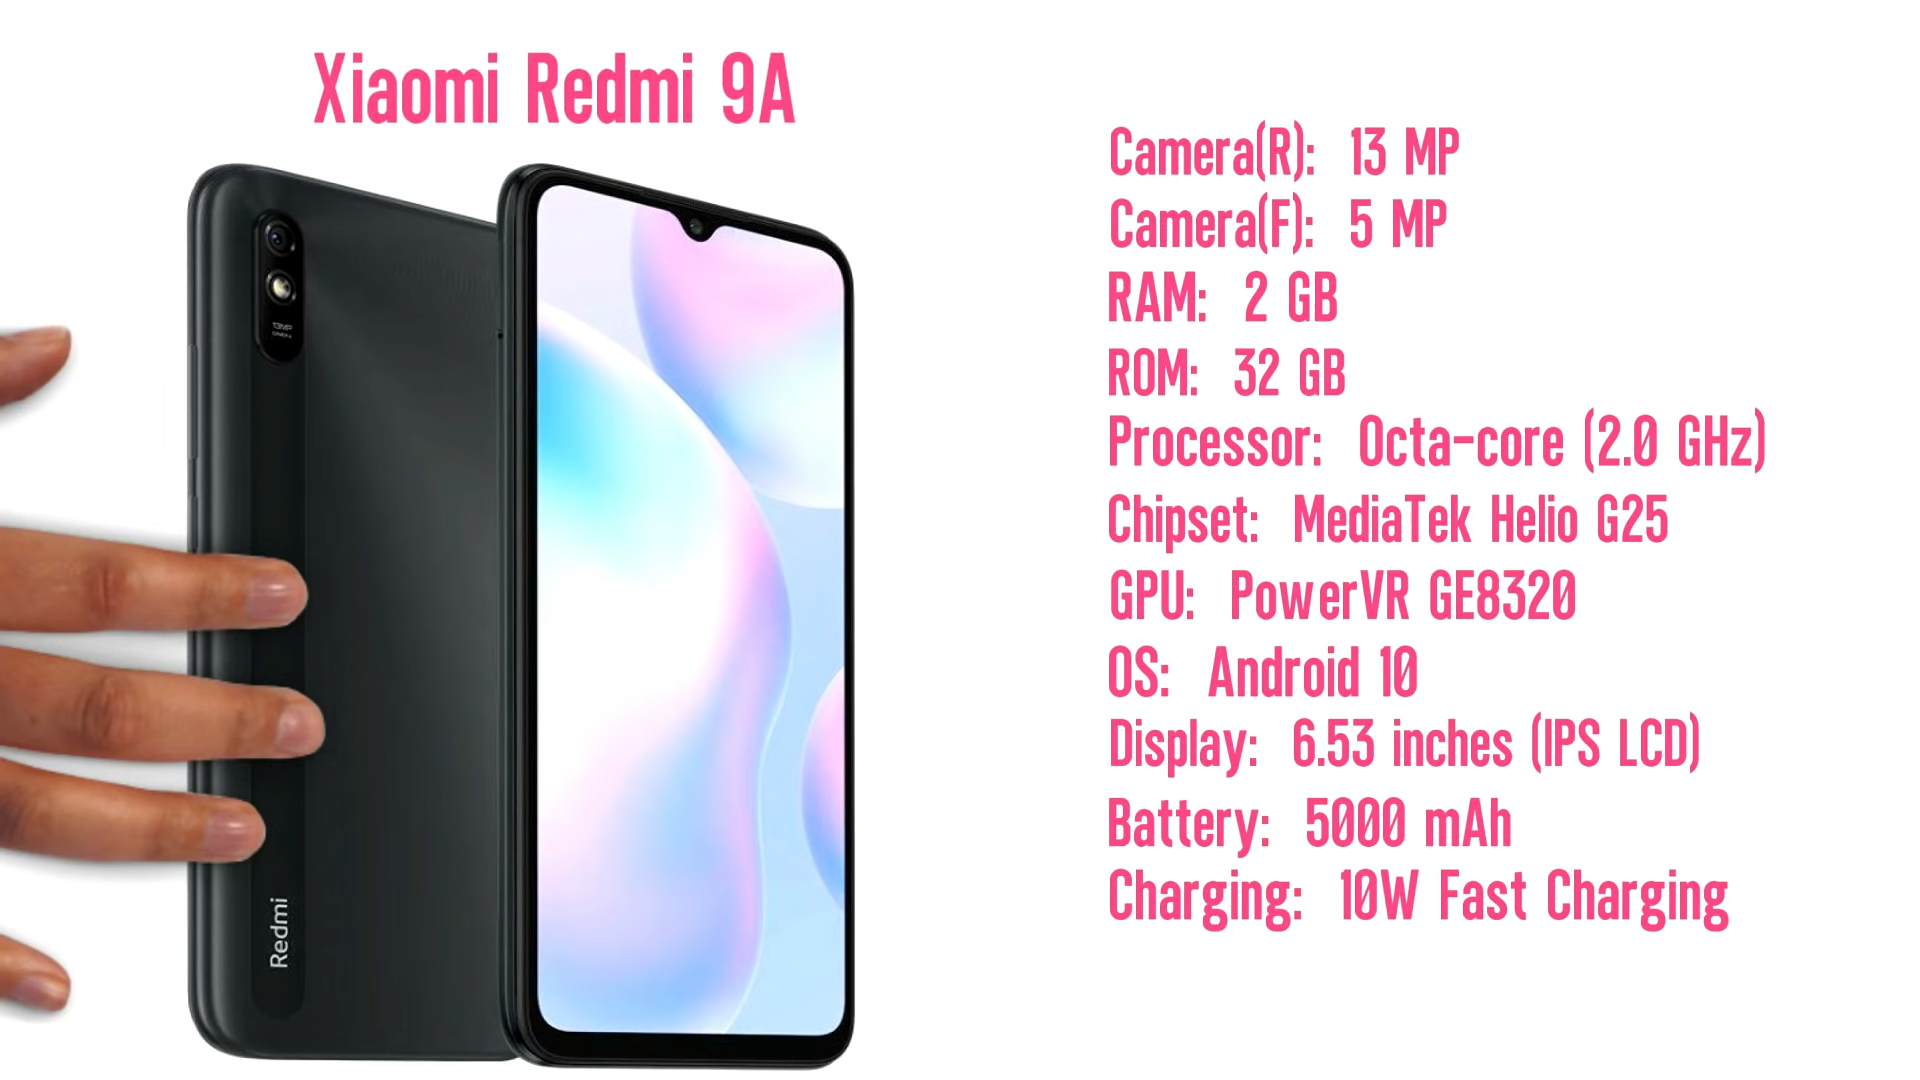 Xiaomi Redmi 9A
Camera(R): 13 MP
Camera(F): 5 MP
RAM: 2 GB
ROM: 32 GB
Processor: Octa-core (2.0 GHz)
Chipset: MediaTek Helio G25
GPU: PowerVR GE8320
OS: Android 10
Display: 6.53 inches (IPS LCD)
Battery: 5000 mAh
Charging: 10W Fast Charging
13MP
Redmi